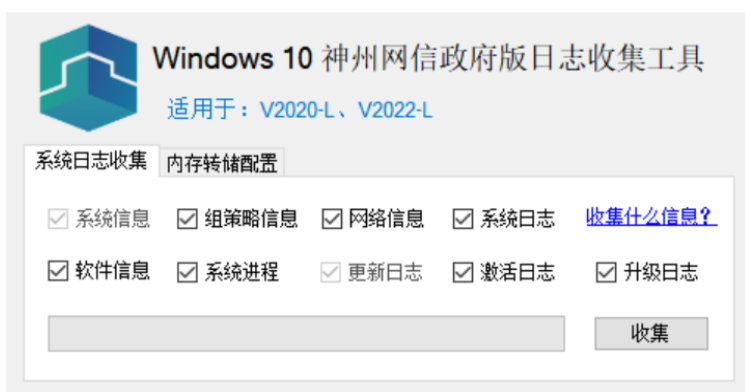 Windows 10 神州网信政府版日志收集工具
适用于：V2020-L、V2022-L
系统日志收集 内存转储配置
系统信息 组策略信息 网络信息 系统日志 收集什么信息?
软件信息 系统进程 更新日志 激活日志 升级日志
收集